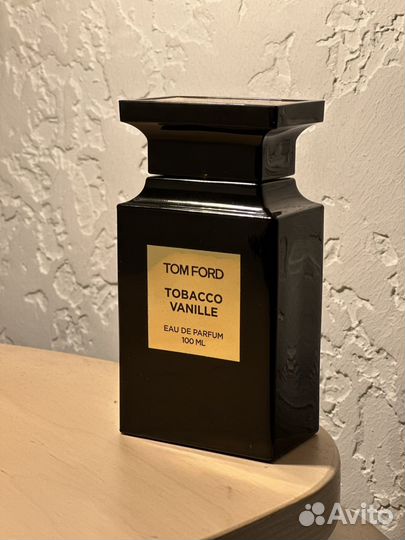 TOM FORD
TOBACCO
VANILLE
EAU DE PARFUM
100 ML
Avito